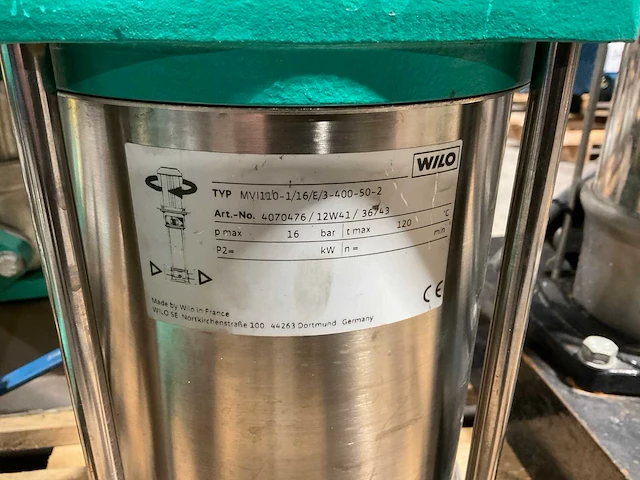 WILO
TYP MVI110-1/16/E/3-400-50-2
Art.-No. 4070476 / 12W41 / 36743
p max 16 bar t max 120 °C
P2= kW n = min
Made by Wilo in France
WILO SE Nortkirchenstraße 100 44263 Dortmund Germany
CE